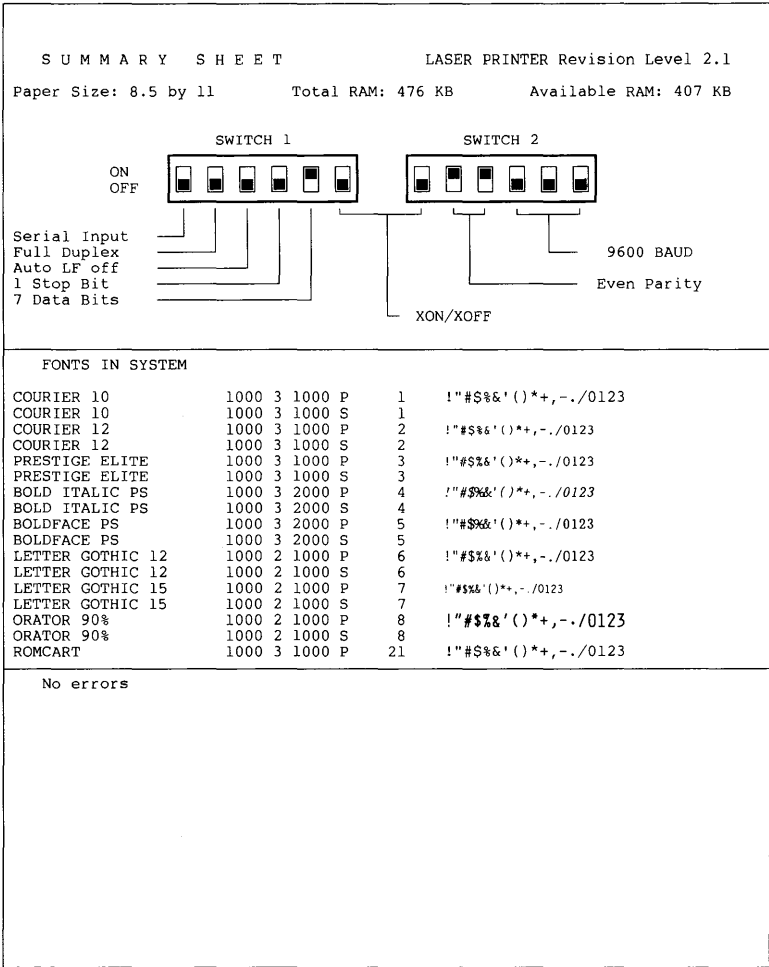 S U M M A R Y   S H E E T   LASER PRINTER Revision Level 2.1
Paper Size: 8.5 by 11   Total RAM: 476 KB   Available RAM: 407 KB
SWITCH 1   SWITCH 2
ON
OFF
Serial Input
Full Duplex   9600 BAUD
Auto LF off
1 Stop Bit   Even Parity
7 Data Bits
XON/XOFF
FONTS IN SYSTEM
COURIER 10   1000 3 1000 P   1   !"#$%&'()*+,-./0123
COURIER 10   1000 3 1000 S   1
COURIER 12   1000 3 1000 P   2   !"#$%&'()*+,-./0123
COURIER 12   1000 3 1000 S   2
PRESTIGE ELITE   1000 3 1000 P   3   !"#$%&'()*+,-./0123
PRESTIGE ELITE   1000 3 1000 S   3
BOLD ITALIC PS   1000 3 2000 P   4   !"#$%&'()*+,-./0123
BOLD ITALIC PS   1000 3 2000 S   4
BOLDFACE PS   1000 3 2000 P   5   !"#$%&'()*+,-./0123
BOLDFACE PS   1000 3 2000 S   5
LETTER GOTHIC 12   1000 2 1000 P   6   !"#$%&'()*+,-./0123
LETTER GOTHIC 12   1000 2 1000 S   6
LETTER GOTHIC 15   1000 2 1000 P   7   !"#$%&'()*+,-./0123
LETTER GOTHIC 15   1000 2 1000 S   7
ORATOR 90%   1000 2 1000 P   8   !"#$%&'()*+,-./0123
ORATOR 90%   1000 2 1000 S   8
ROMCART   1000 3 1000 P   21   !"#$%&'()*+,-./0123
No errors